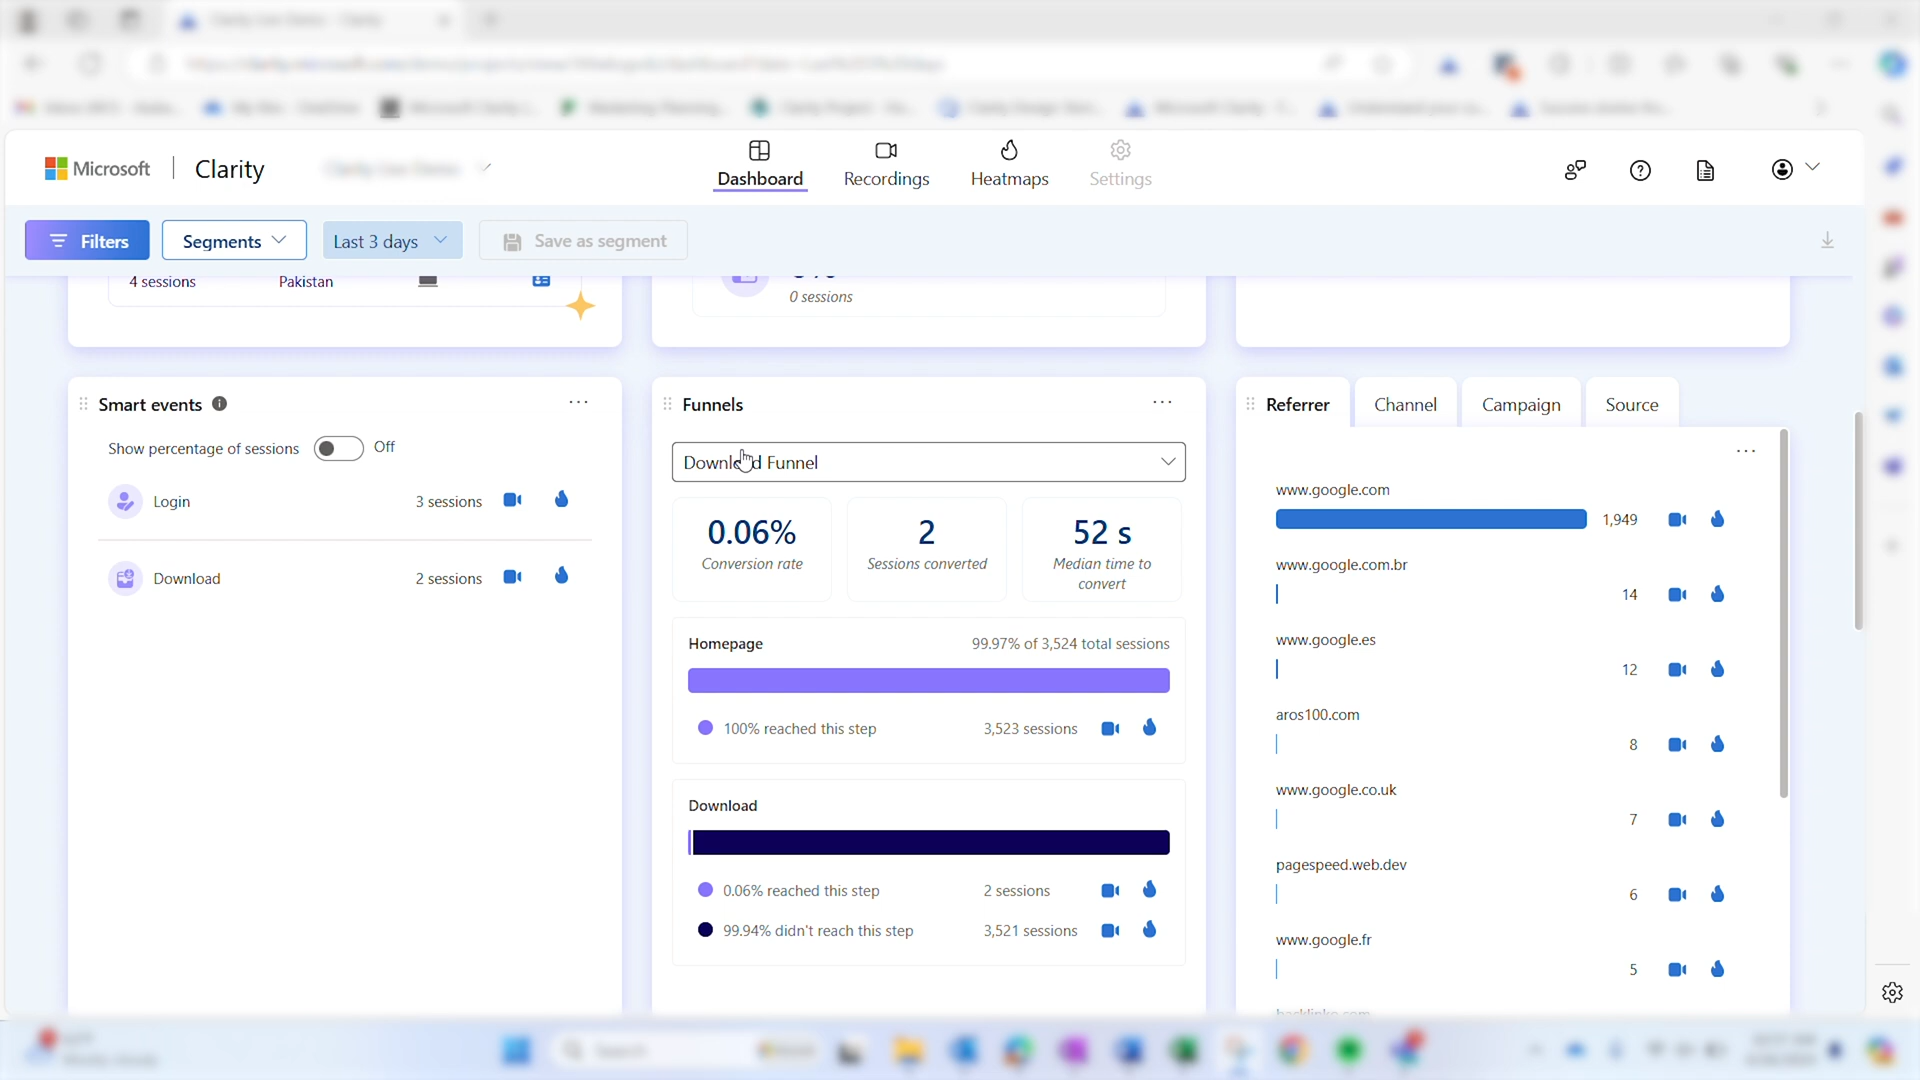 Microsoft | Clarity
Dashboard
Recordings
Heatmaps
Settings
Filters
Segments
Last 3 days
Save as segment
4 sessions
Pakistan
0 sessions
Smart events
Show percentage of sessions
Off
Login
3 sessions
Download
2 sessions
Funnels
Download Funnel
0.06%
Conversion rate
2
Sessions converted
52 s
Median time to
convert
Homepage
99.97% of 3,524 total sessions
100% reached this step
3,523 sessions
Download
0.06% reached this step
2 sessions
99.94% didn't reach this step
3,521 sessions
Referrer
Channel
Campaign
Source
www.google.com
1,949
www.google.com.br
14
www.google.es
12
aros100.com
8
www.google.co.uk
7
pagespeed.web.dev
6
www.google.fr
5